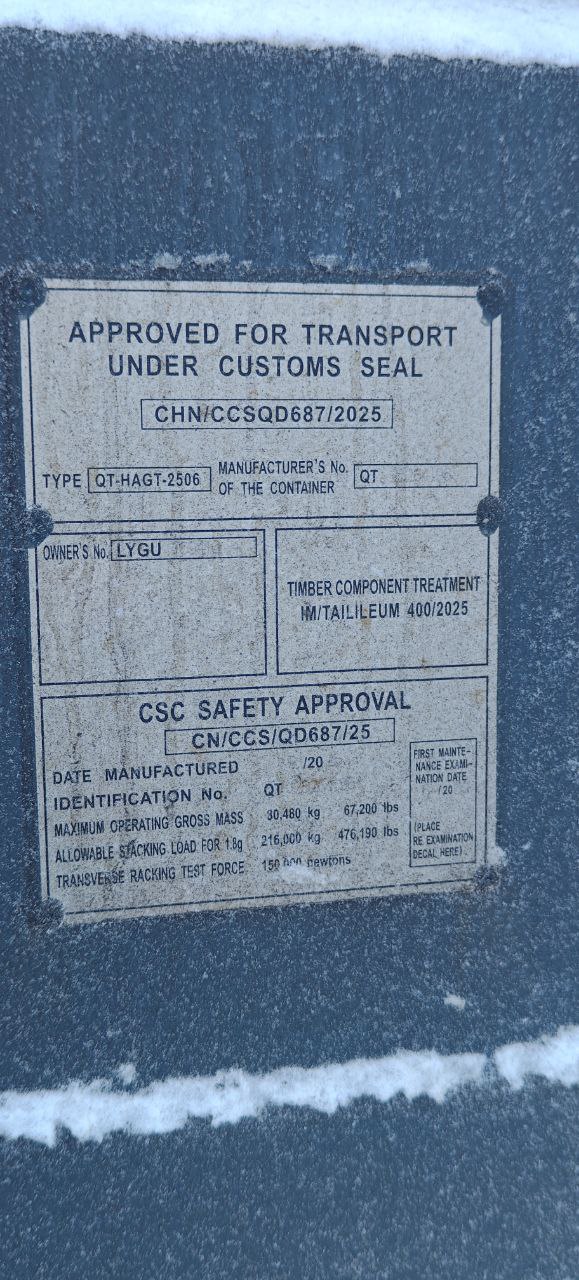 APPROVED FOR TRANSPORT
UNDER CUSTOMS SEAL
CHN/CCSQD687/2025
TYPE QT-HAGT-2506 MANUFACTURER'S No. OF THE CONTAINER QT
OWNER'S No. LYGU
TIMBER COMPONENT TREATMENT
IM/TAILILEUM 400/2025
CSC SAFETY APPROVAL
CN/CCS/QD687/25
DATE MANUFACTURED /20
IDENTIFICATION No. QT
MAXIMUM OPERATING GROSS MASS 30,480 kg 67,200 lbs
ALLOWABLE STACKING LOAD FOR 1.8g 216,000 kg 476,190 lbs
TRANSVERSE RACKING TEST FORCE 150,000 newtons
FIRST MAINTE-
NANCE EXAMI-
NATION DATE
/20
(PLACE
RE EXAMINATION
DECAL HERE)